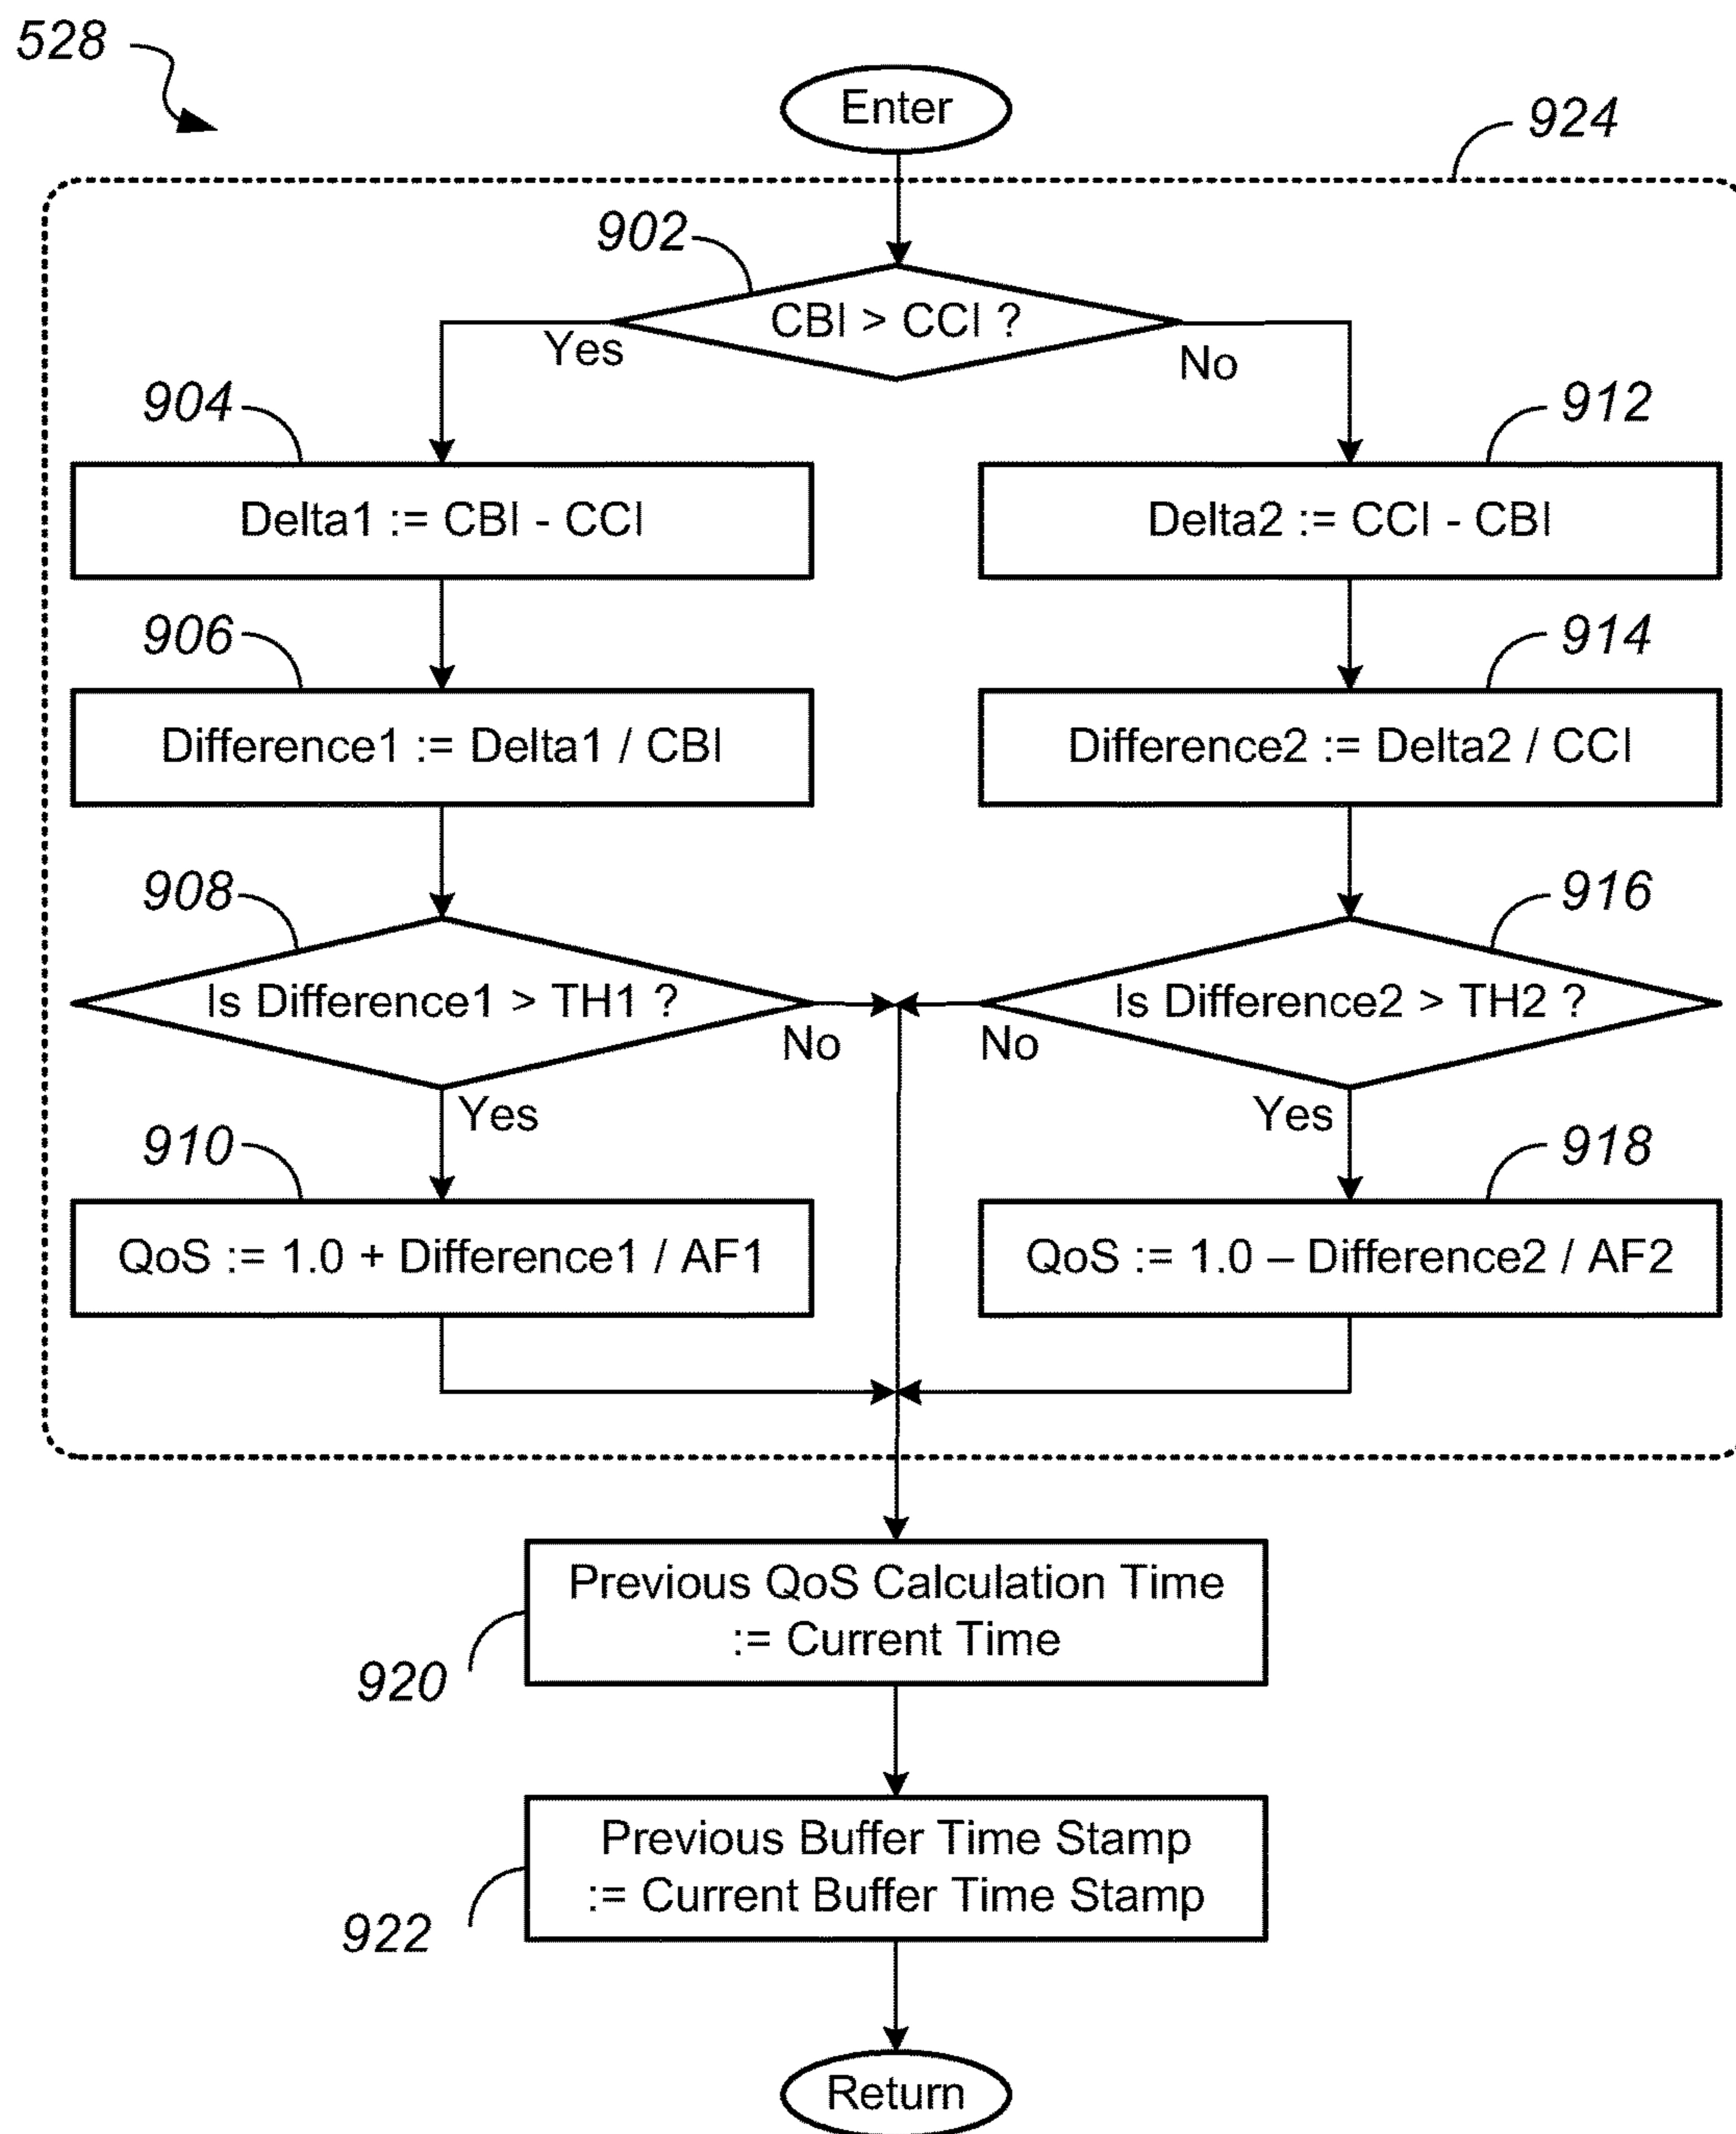 528
Enter
924
902
CBI > CCI ?
Yes
No
904
912
Delta1 := CBI - CCI
Delta2 := CCI - CBI
906
914
Difference1 := Delta1 / CBI
Difference2 := Delta2 / CCI
908
916
Is Difference1 > TH1 ?
Is Difference2 > TH2 ?
No
No
Yes
Yes
910
918
QoS := 1.0 + Difference1 / AF1
QoS := 1.0 – Difference2 / AF2
Previous QoS Calculation Time
:= Current Time
920
Previous Buffer Time Stamp
:= Current Buffer Time Stamp
922
Return